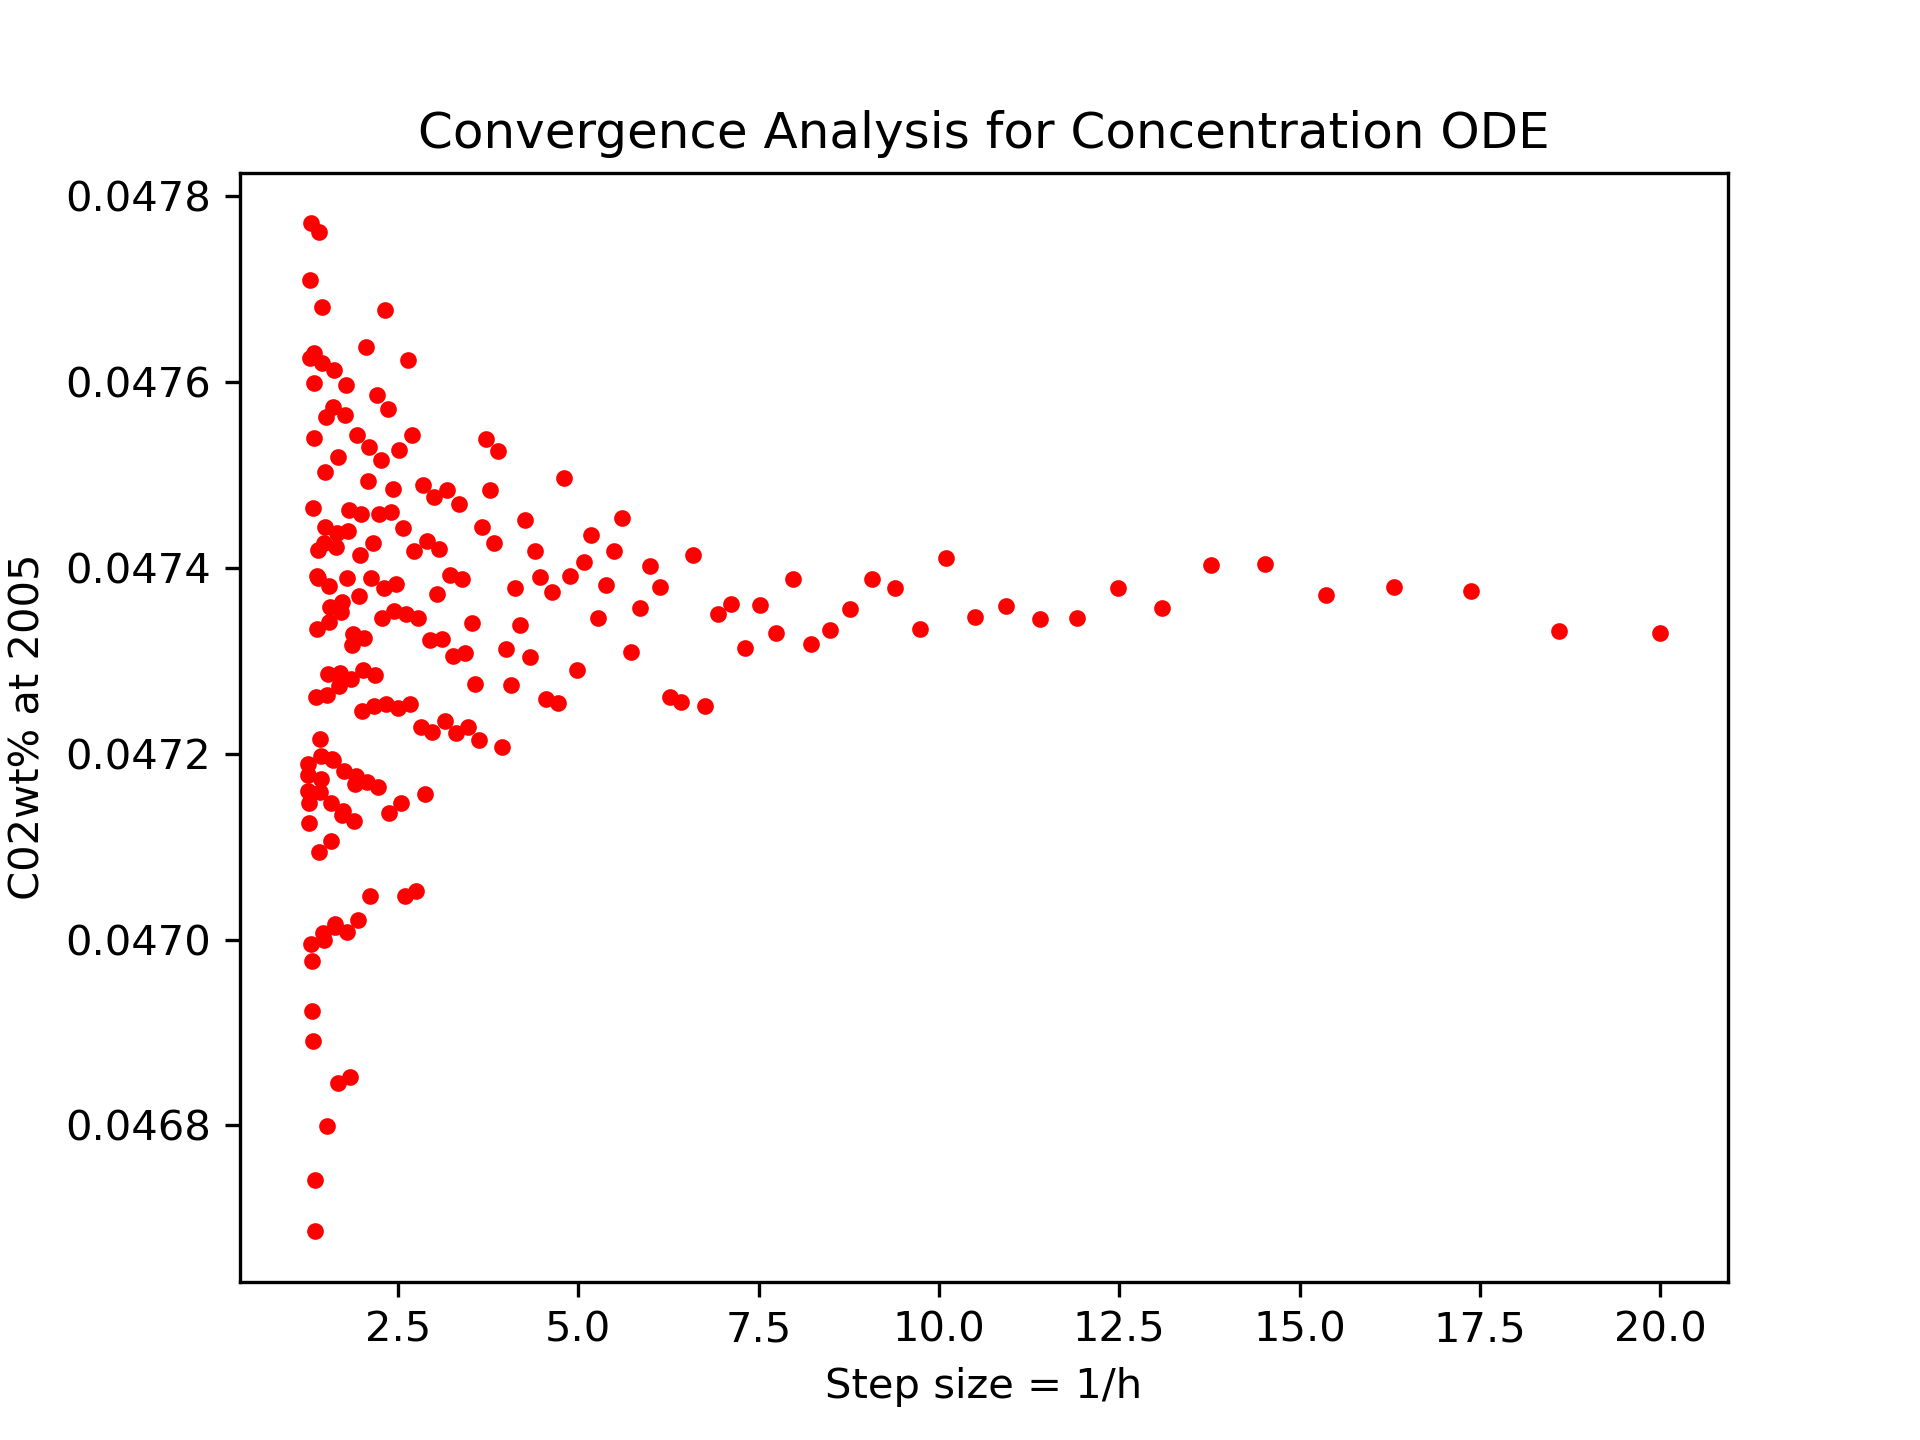 Convergence Analysis for Concentration ODE
0.0478
0.0476
0.0474
0.0472
0.0470
0.0468
C02wt% at 2005
2.5 5.0 7.5 10.0 12.5 15.0 17.5 20.0
Step size = 1/h